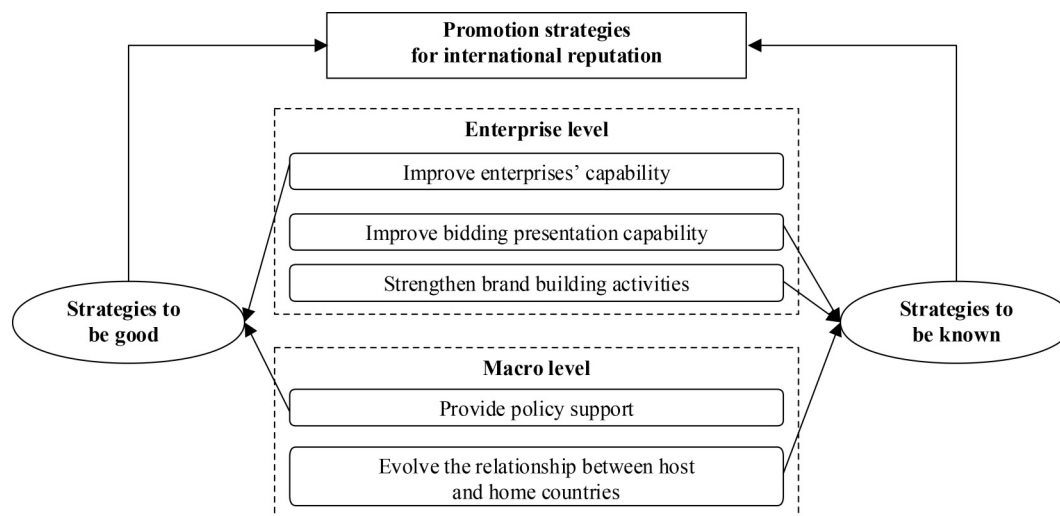 Promotion strategies
for international reputation
Enterprise level
Improve enterprises’ capability
Improve bidding presentation capability
Strengthen brand building activities
Strategies to
be good
Strategies to
be known
Macro level
Provide policy support
Evolve the relationship between host
and home countries